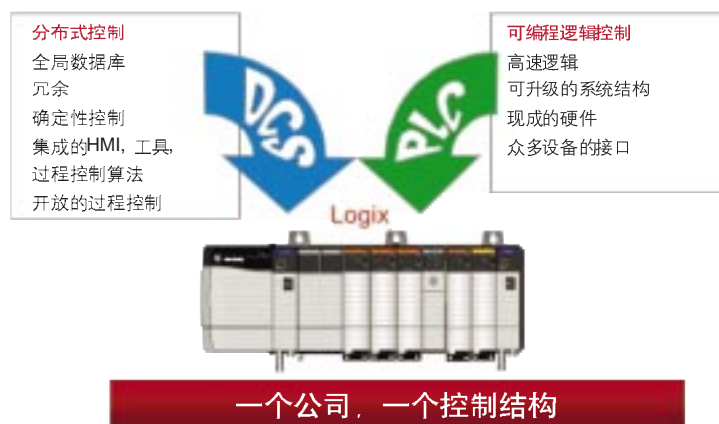 分布式控制
全局数据库
冗余
确定性控制
集成的HMI, 工具,
过程控制算法
开放的过程控制
DCS
PLC
可编程逻辑控制
高速逻辑
可升级的系统结构
现成的硬件
众多设备的接口
Logix
一个公司, 一个控制结构